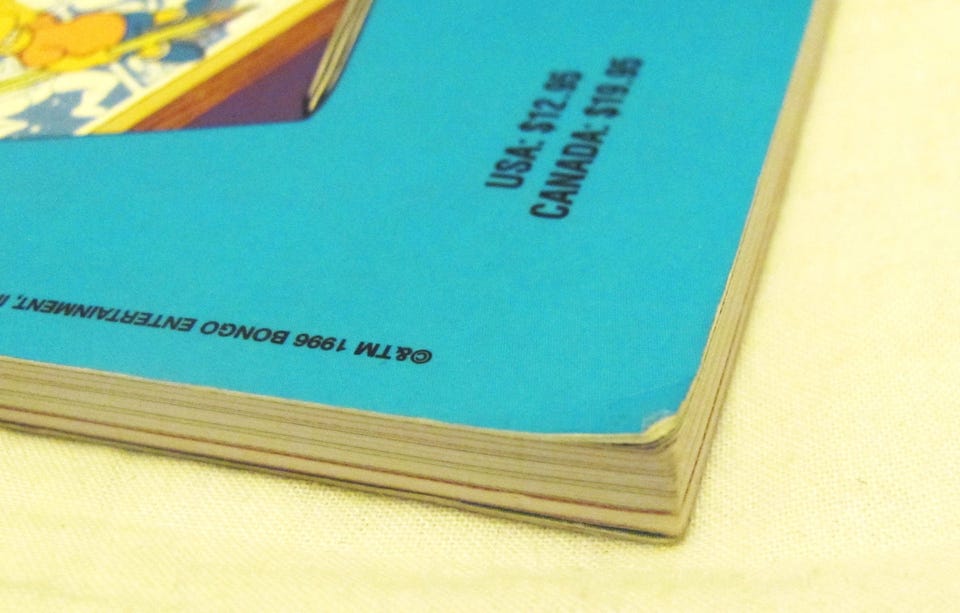 USA: $12.95
CANADA: $19.95
©&TM 1996 BONGO ENTERTAINMENT,